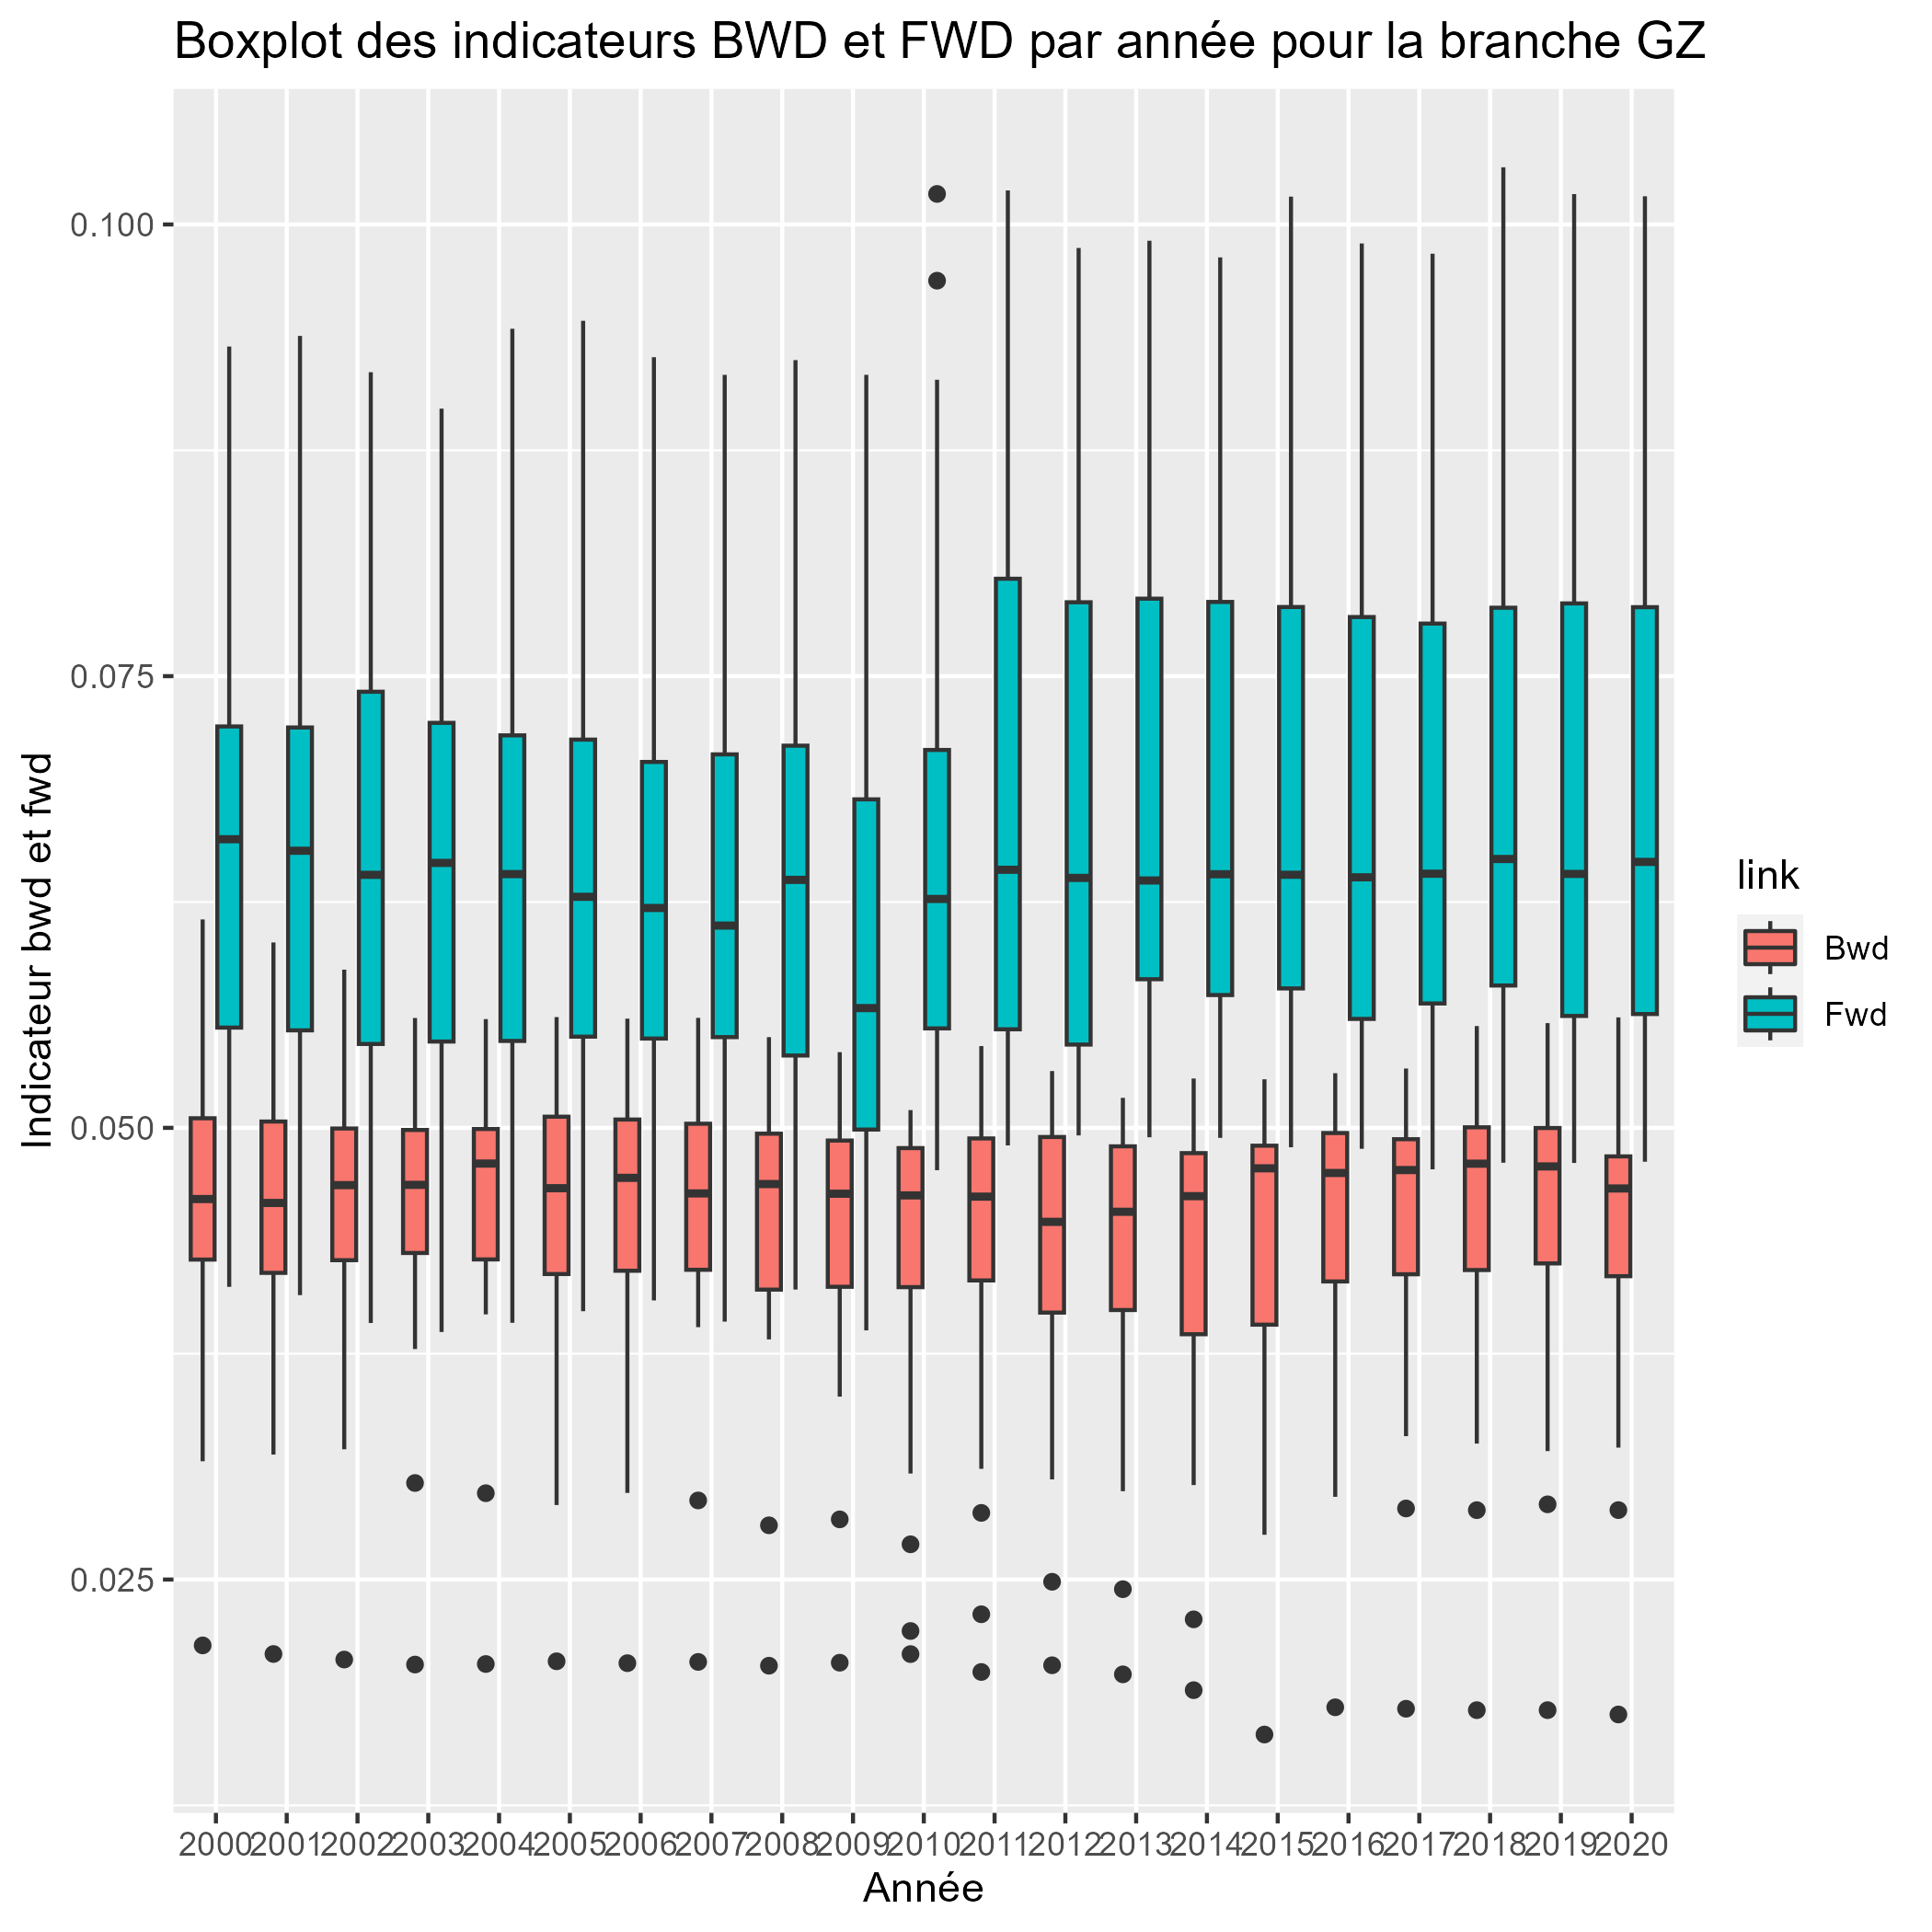 Boxplot des indicateurs BWD et FWD par année pour la branche GZ
Indicateur bwd et fwd
0.100
0.075
0.050
0.025
2000 2001 2002 2003 2004 2005 2006 2007 2008 2009 2010 2011 2012 2013 2014 2015 2016 2017 2018 2019 2020
Année
link
Bwd
Fwd